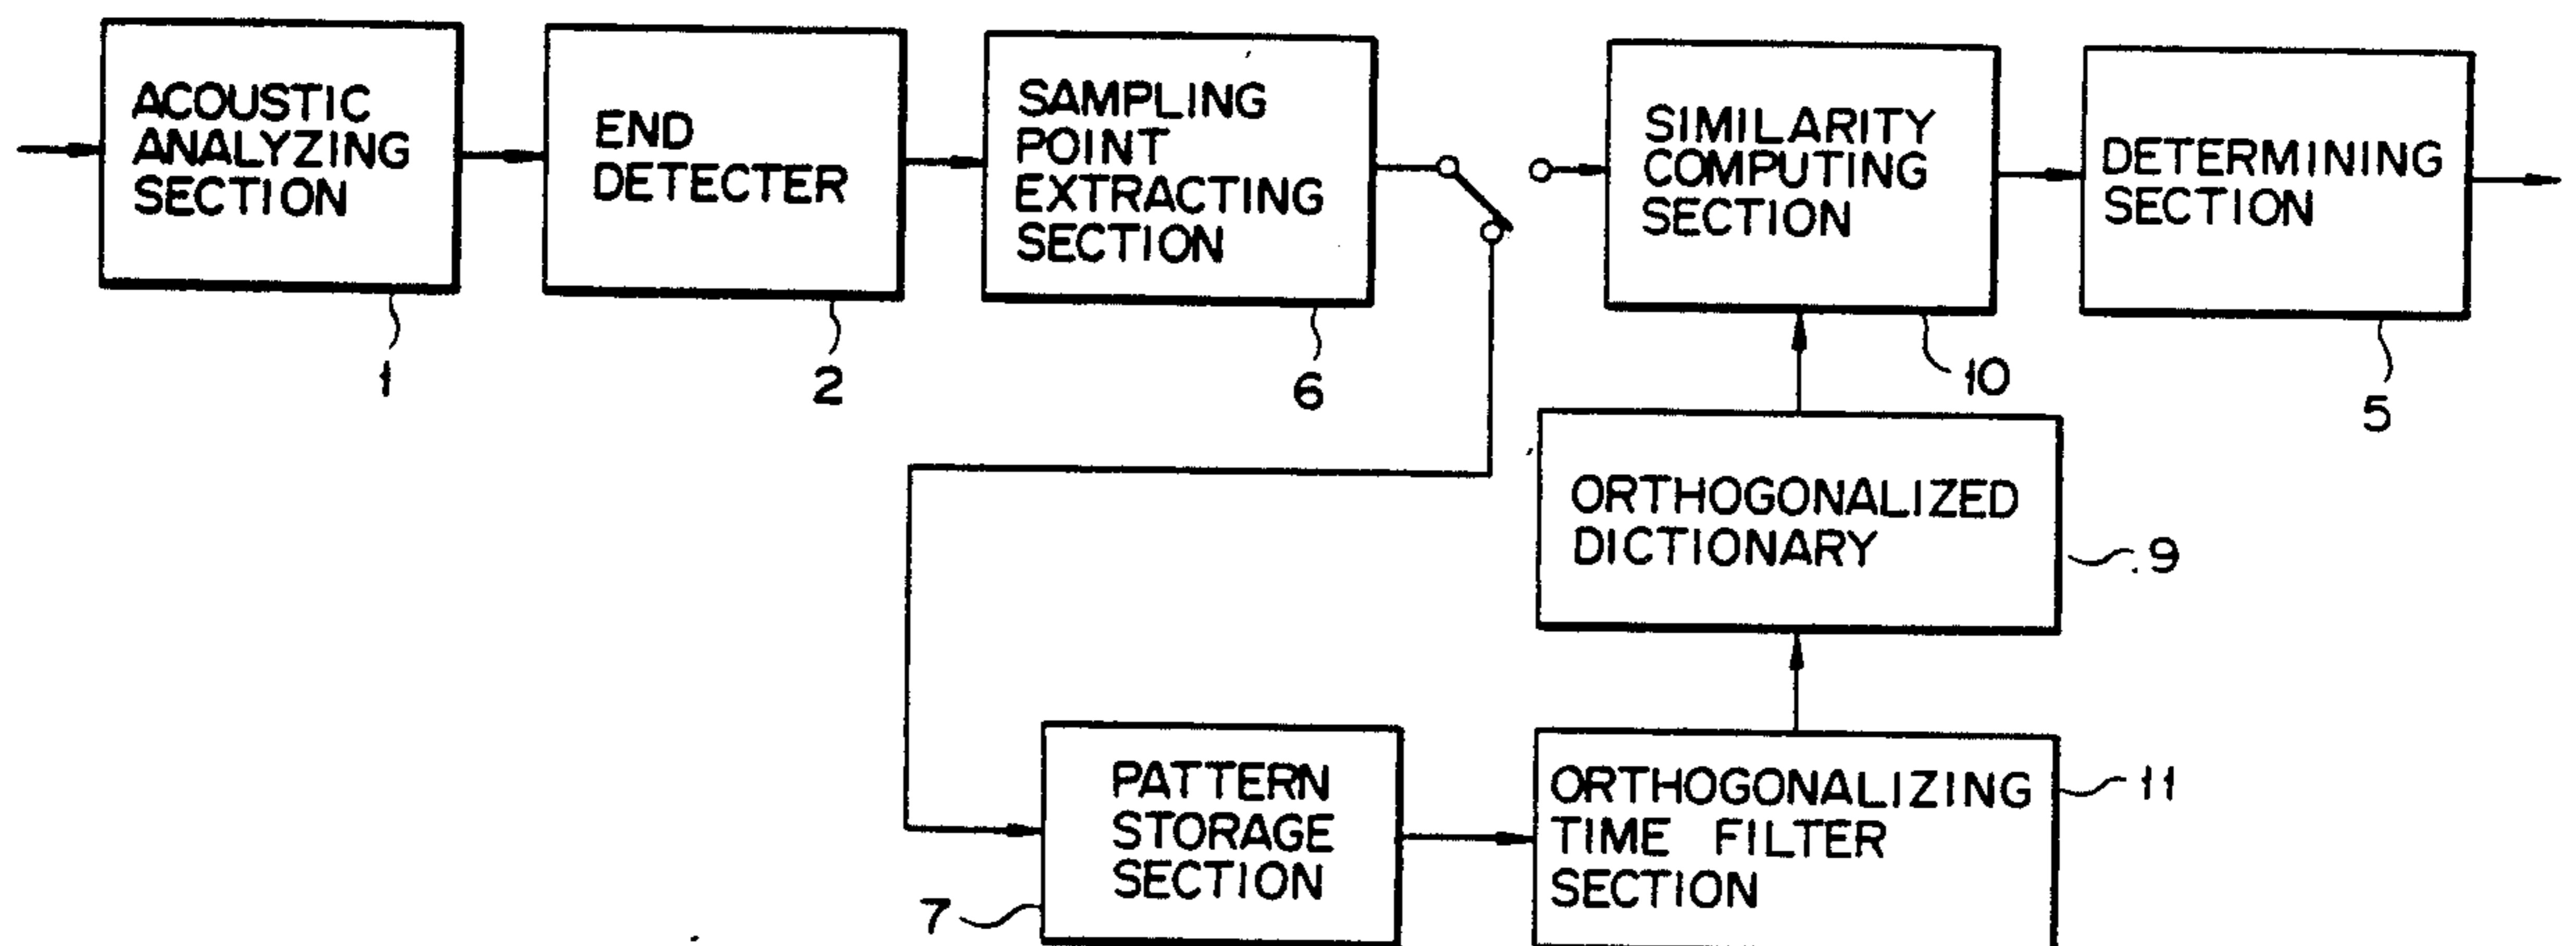 ACOUSTIC
ANALYZING
SECTION
1
END
DETECTER
2
SAMPLING
POINT
EXTRACTING
SECTION
6
SIMILARITY
COMPUTING
SECTION
10
DETERMINING
SECTION
5
ORTHOGONALIZED
DICTIONARY
9
PATTERN
STORAGE
SECTION
7
ORTHOGONALIZING
TIME FILTER
SECTION
11